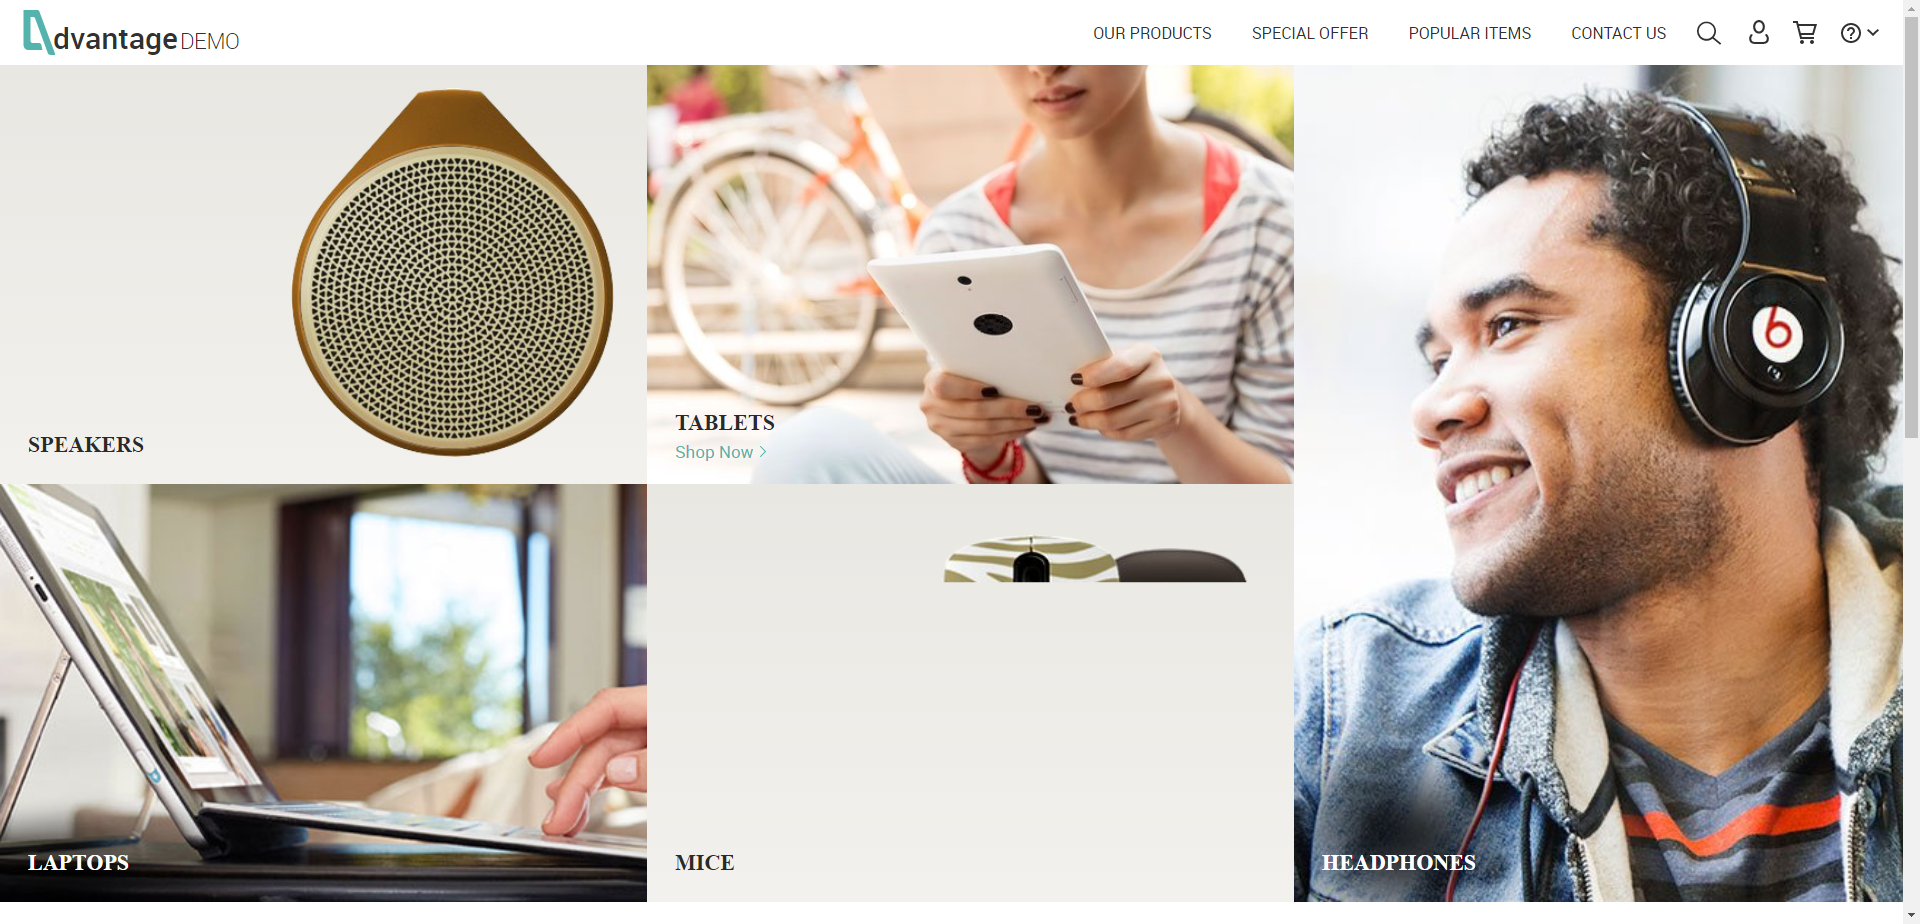 dvantage DEMO
OUR PRODUCTS
SPECIAL OFFER
POPULAR ITEMS
CONTACT US
SPEAKERS
TABLETS
Shop Now
LAPTOPS
MICE
HEADPHONES